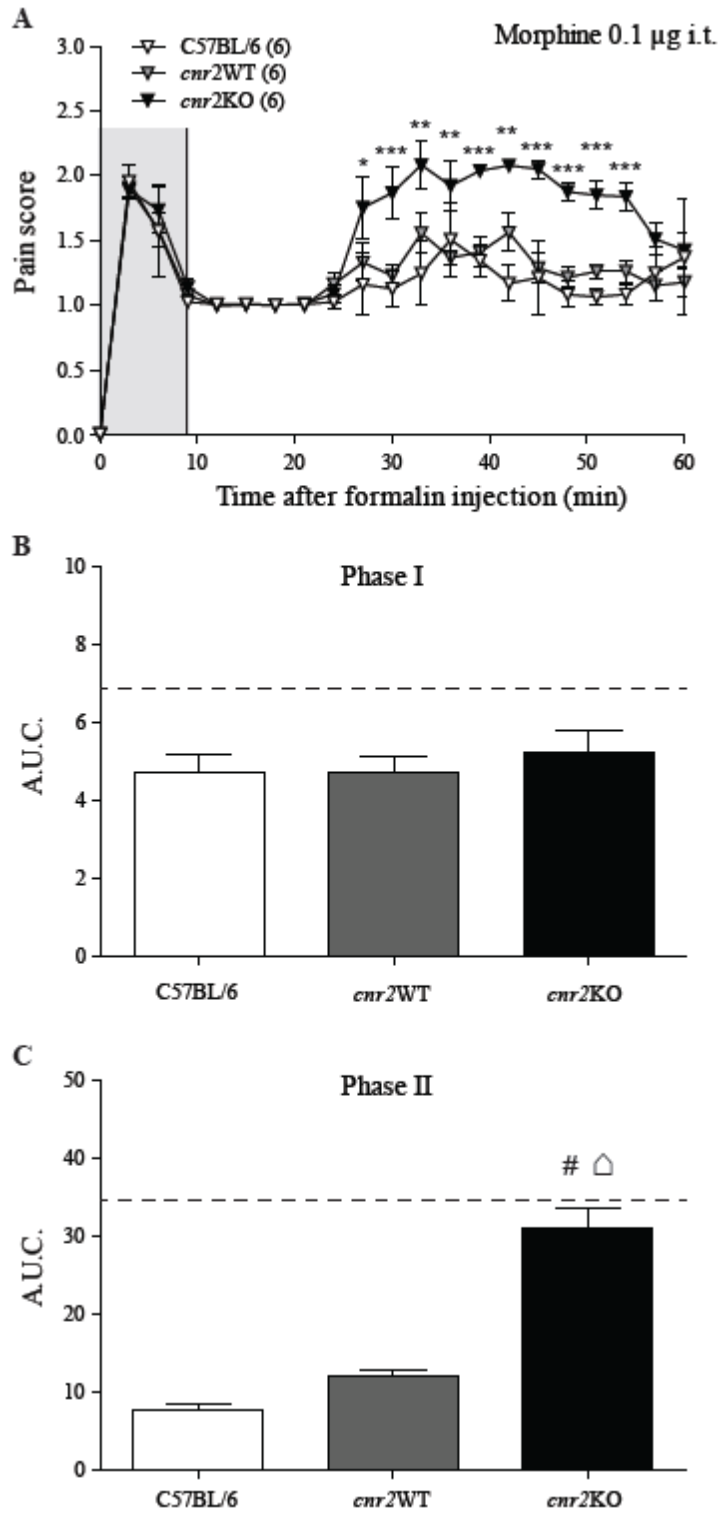 A
C57BL/6 (6)
cnr2WT (6)
cnr2KO (6)
Morphine 0.1 µg i.t.
3.0
2.5
2.0
1.5
1.0
0.5
0.0
Pain score
* *** ** ** *** ** *** *** *** ***
0 10 20 30 40 50 60
Time after formalin injection (min)
B
Phase I
10
8
6
4
2
0
A.U.C.
C57BL/6 cnr2WT cnr2KO
C
Phase II
50
40
30
20
10
0
A.U.C.
# ⌂
C57BL/6 cnr2WT cnr2KO